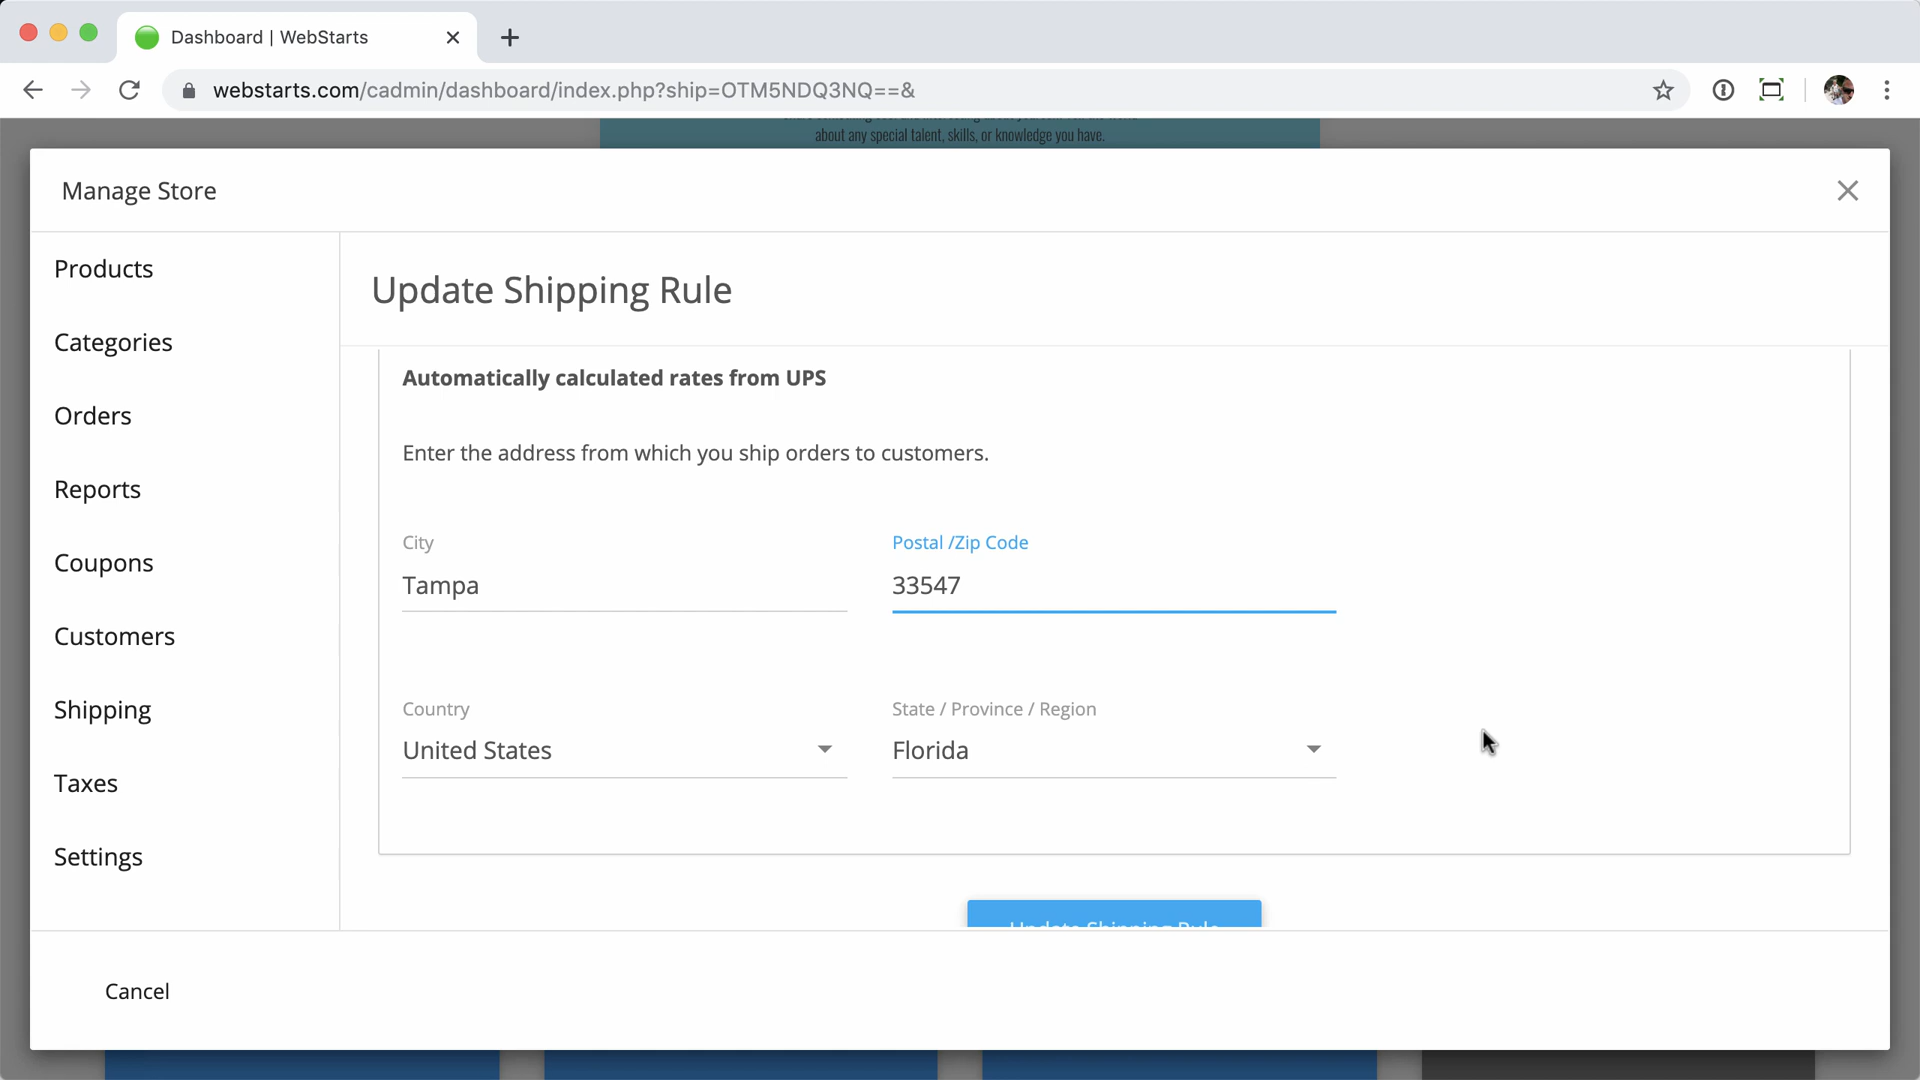 Dashboard | WebStarts
webstarts.com/cadmin/dashboard/index.php?ship=OTM5NDQ3NQ==&
about any special talent, skills, or knowledge you have.
Manage Store
Products
Categories
Orders
Reports
Coupons
Customers
Shipping
Taxes
Settings
Update Shipping Rule
Automatically calculated rates from UPS
Enter the address from which you ship orders to customers.
City
Postal /Zip Code
Tampa
33547
Country
State / Province / Region
United States
Florida
Update Shipping Rule
Cancel